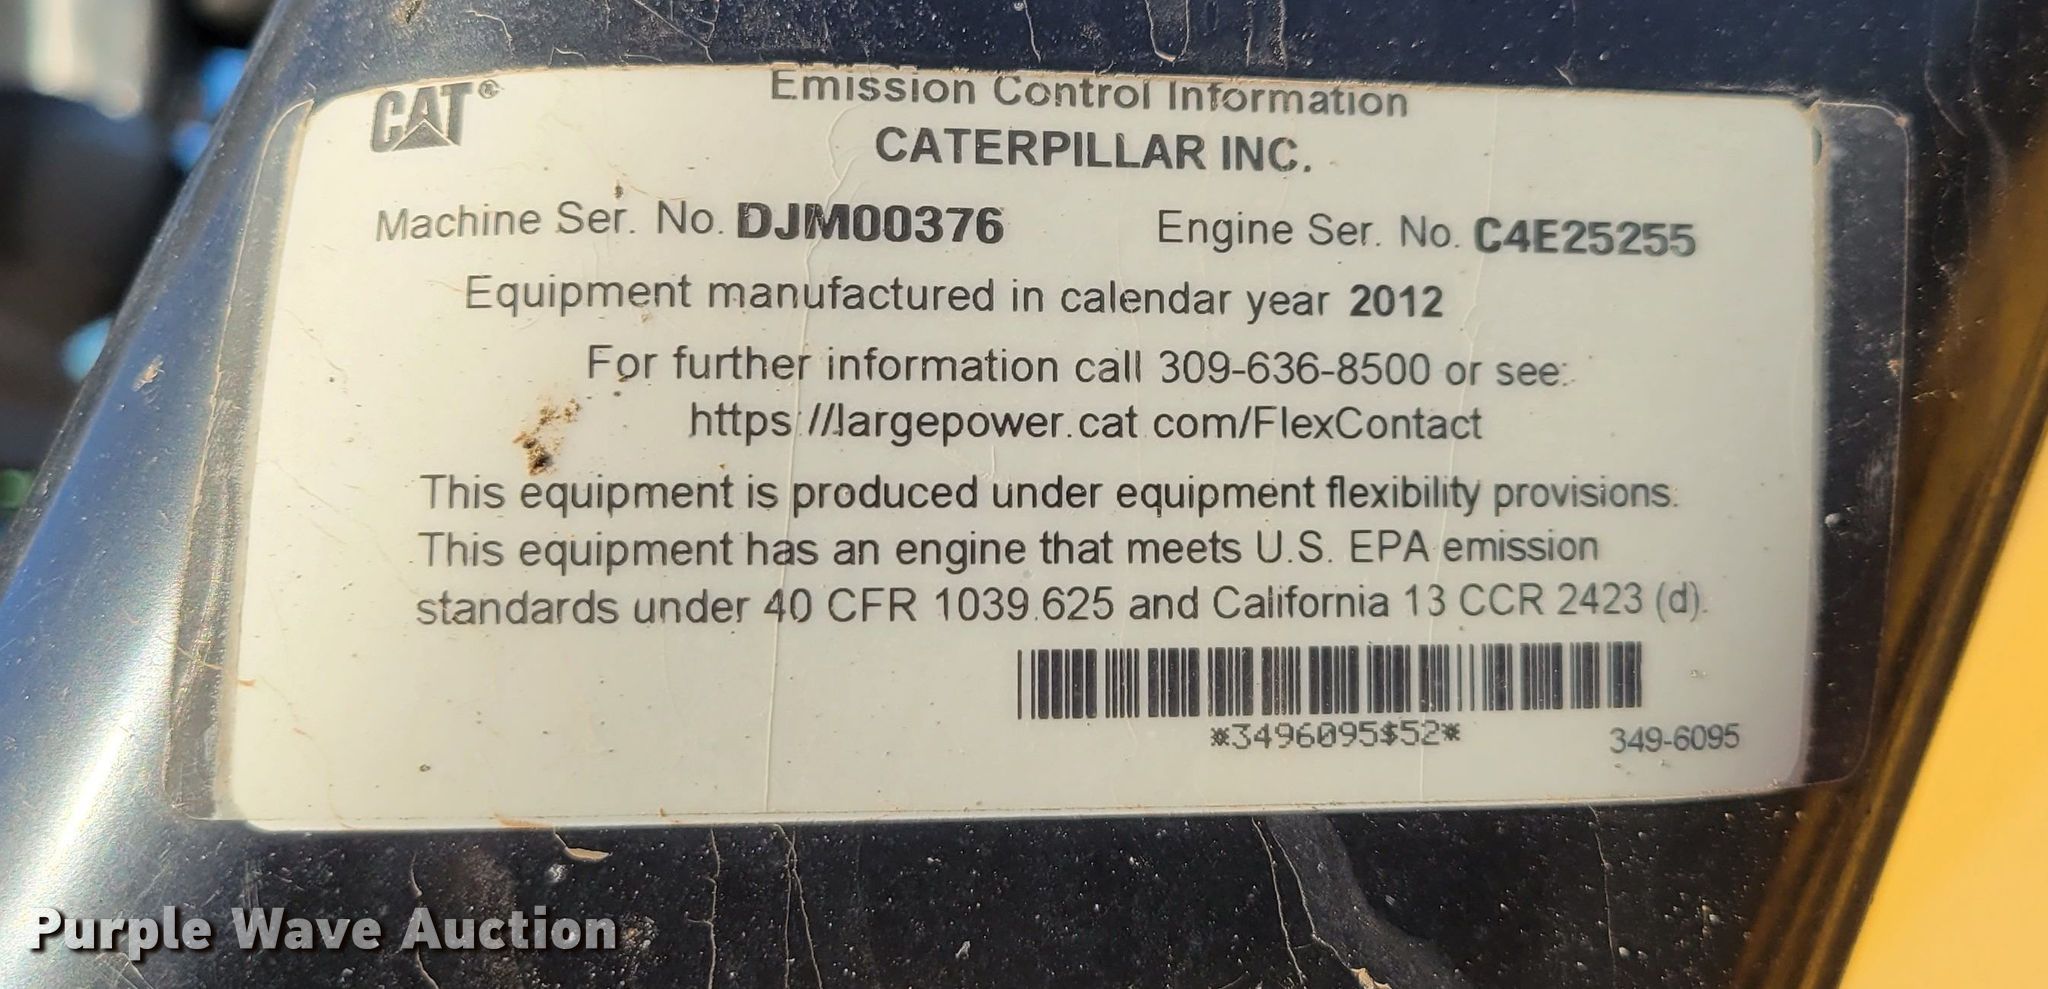 CAT®
Emission Control Information
CATERPILLAR INC.
Machine Ser. No. DJM00376 Engine Ser. No. C4E25255
Equipment manufactured in calendar year 2012
For further information call 309-636-8500 or see:
https://largepower.cat.com/FlexContact
This equipment is produced under equipment flexibility provisions.
This equipment has an engine that meets U.S. EPA emission
standards under 40 CFR 1039.625 and California 13 CCR 2423 (d).
*3496095$52* 349-6095
Purple Wave Auction